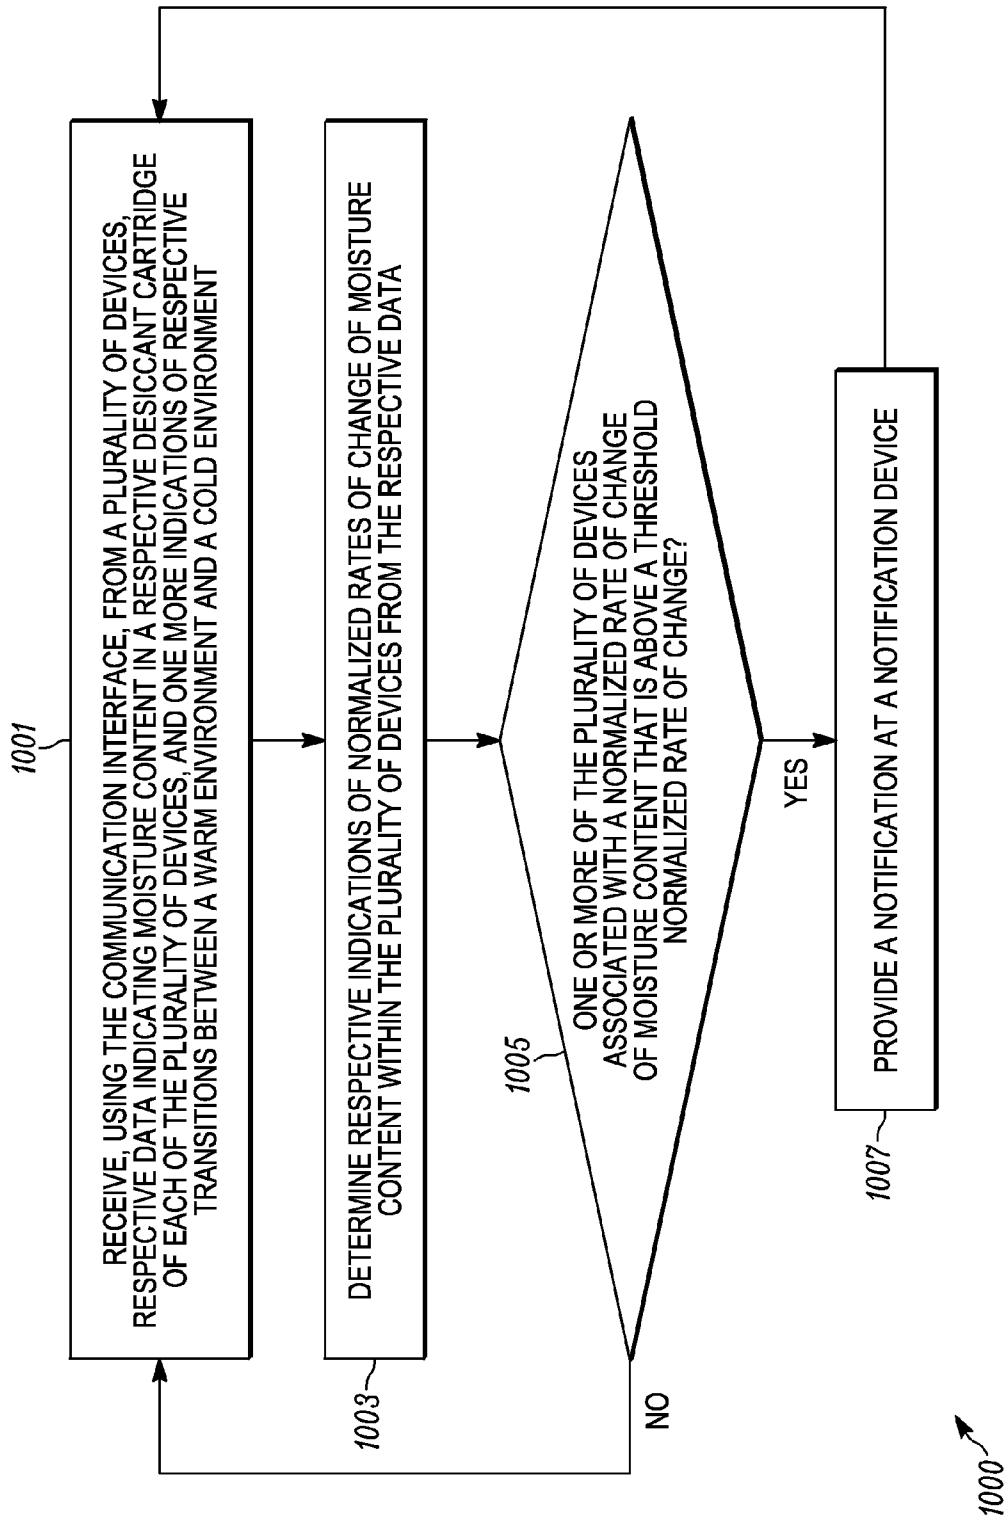 1001
RECEIVE, USING THE COMMUNICATION INTERFACE, FROM A PLURALITY OF DEVICES,
RESPECTIVE DATA INDICATING MOISTURE CONTENT IN A RESPECTIVE DESICCANT CARTRIDGE
OF EACH OF THE PLURALITY OF DEVICES, AND ONE MORE INDICATIONS OF RESPECTIVE
TRANSITIONS BETWEEN A WARM ENVIRONMENT AND A COLD ENVIRONMENT
1003
DETERMINE RESPECTIVE INDICATIONS OF NORMALIZED RATES OF CHANGE OF MOISTURE
CONTENT WITHIN THE PLURALITY OF DEVICES FROM THE RESPECTIVE DATA
1005
ONE OR MORE OF THE PLURALITY OF DEVICES
ASSOCIATED WITH A NORMALIZED RATE OF CHANGE
OF MOISTURE CONTENT THAT IS ABOVE A THRESHOLD
NORMALIZED RATE OF CHANGE?
NO
YES
1007
PROVIDE A NOTIFICATION AT A NOTIFICATION DEVICE
1000